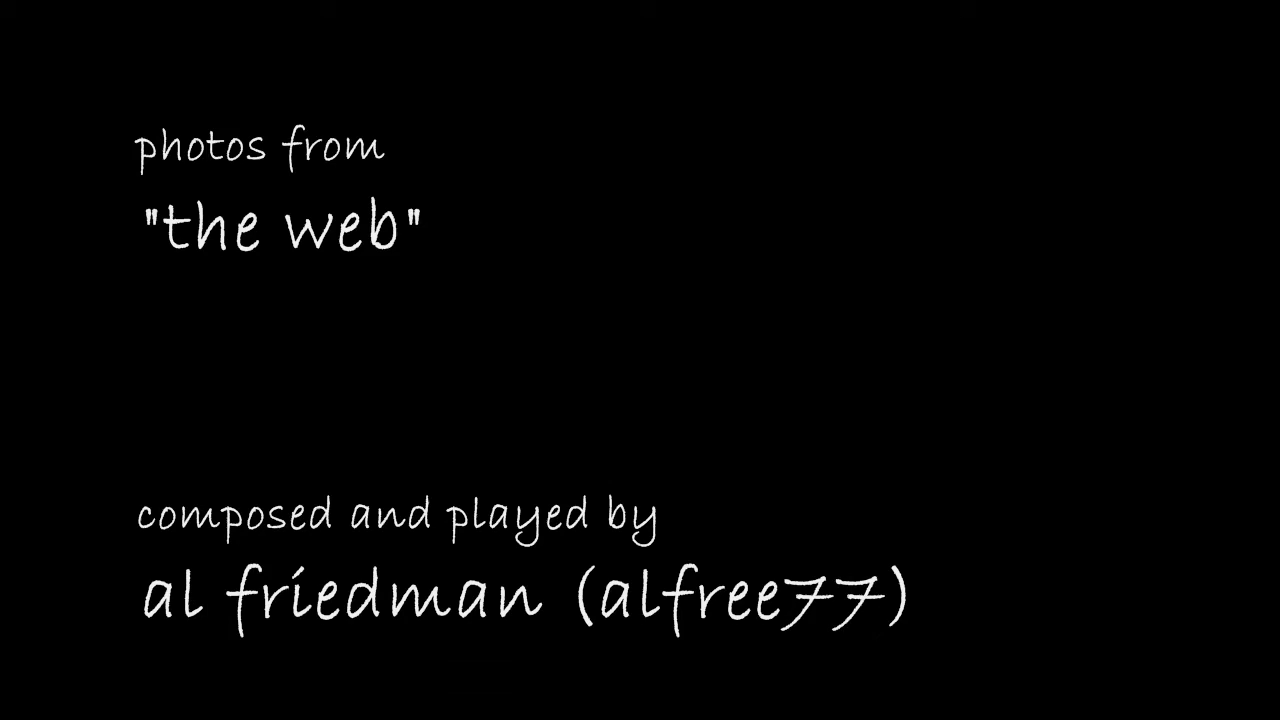 photos from
"the web"
composed and played by
al friedman (alfree77)